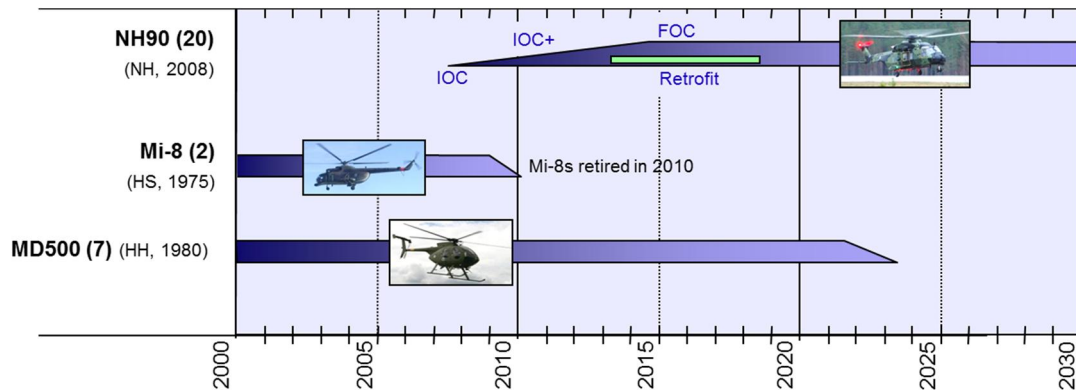 NH90 (20)
(NH, 2008)
IOC
IOC+
FOC
Retrofit
Mi-8 (2)
(HS, 1975)
Mi-8s retired in 2010
MD500 (7) (HH, 1980)
2000
2005
2010
2015
2020
2025
2030